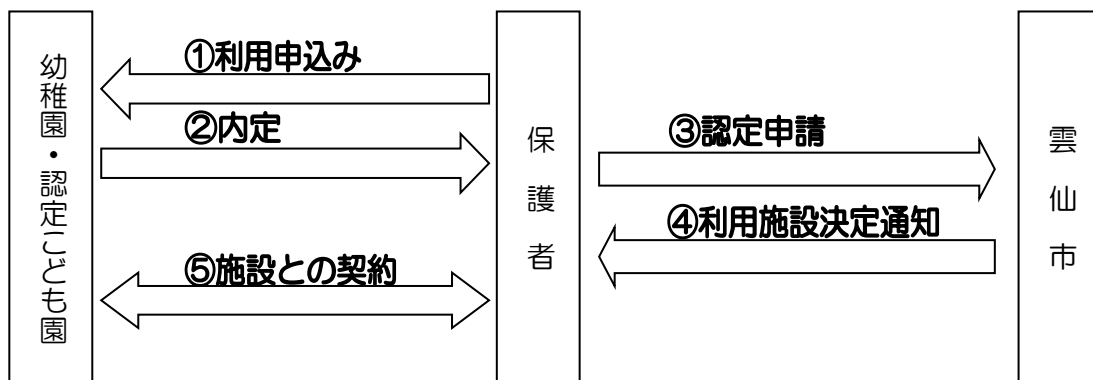 幼稚園・認定こども園
①利用申込み
②内定
⑤施設との契約
保護者
③認定申請
④利用施設決定通知
雲仙市